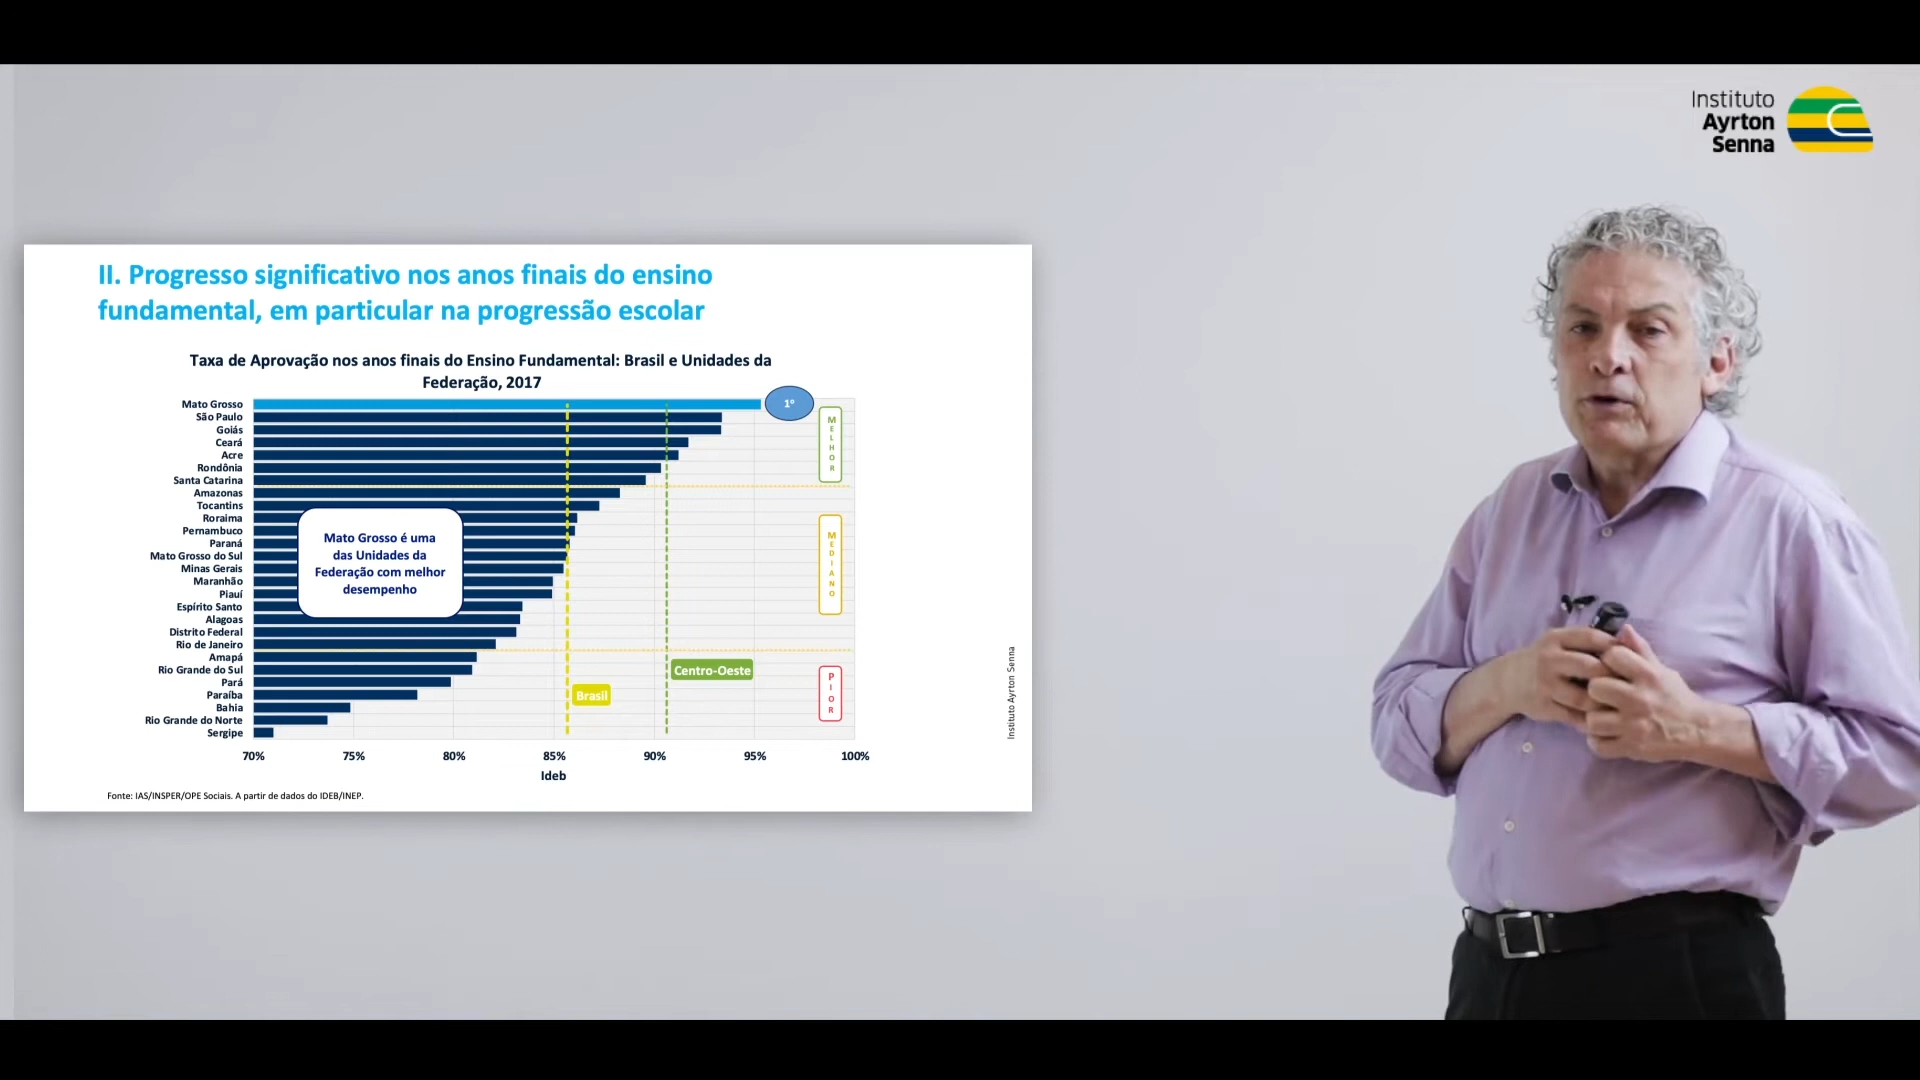 Instituto
Ayrton
Senna
II. Progresso significativo nos anos finais do ensino
fundamental, em particular na progressão escolar
Taxa de Aprovação nos anos finais do Ensino Fundamental: Brasil e Unidades da
Federação, 2017
Mato Grosso
São Paulo
Goiás
Ceará
Acre
Rondônia
Santa Catarina
Amazonas
Tocantins
Roraima
Pernambuco
Paraná
Mato Grosso do Sul
Minas Gerais
Maranhão
Piauí
Espírito Santo
Alagoas
Distrito Federal
Rio de Janeiro
Amapá
Rio Grande do Sul
Pará
Paraíba
Bahia
Rio Grande do Norte
Sergipe
1º
MELHOR
MEDIANO
PIOR
Mato Grosso é uma
das Unidades da
Federação com melhor
desempenho
Centro-Oeste
Brasil
70% 75% 80% 85% 90% 95% 100%
Ideb
Fonte: IAS/INSPER/OPE Sociais. A partir de dados do IDEB/INEP.
Instituto Ayrton Senna